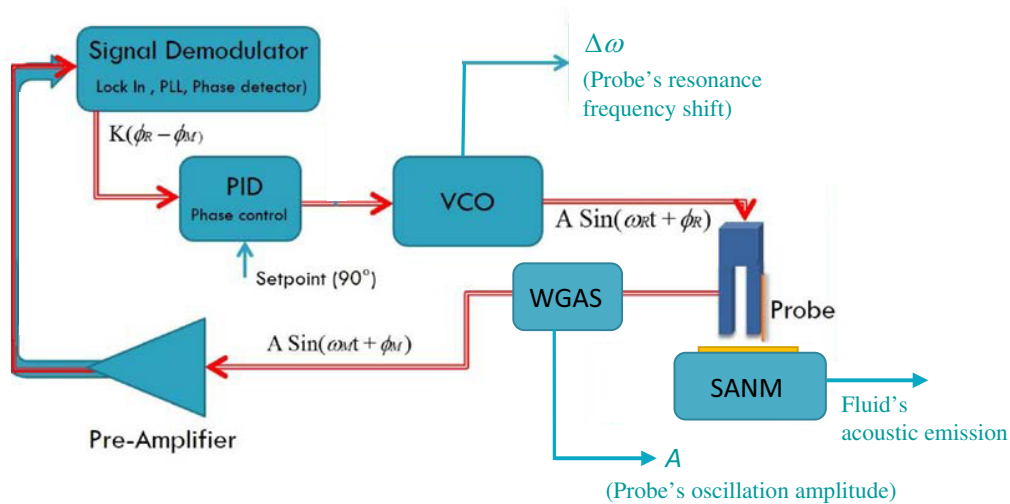 Signal Demodulator
Lock In , PLL, Phase detector)
K(ϕR − ϕM)
PID
Phase control
Setpoint (90°)
VCO
Δω
(Probe's resonance
frequency shift)
A Sin(ωRt + ϕR)
WGAS
Probe
A Sin(ωMt + ϕM)
Pre-Amplifier
SANM
Fluid's
acoustic emission
A
(Probe's oscillation amplitude)